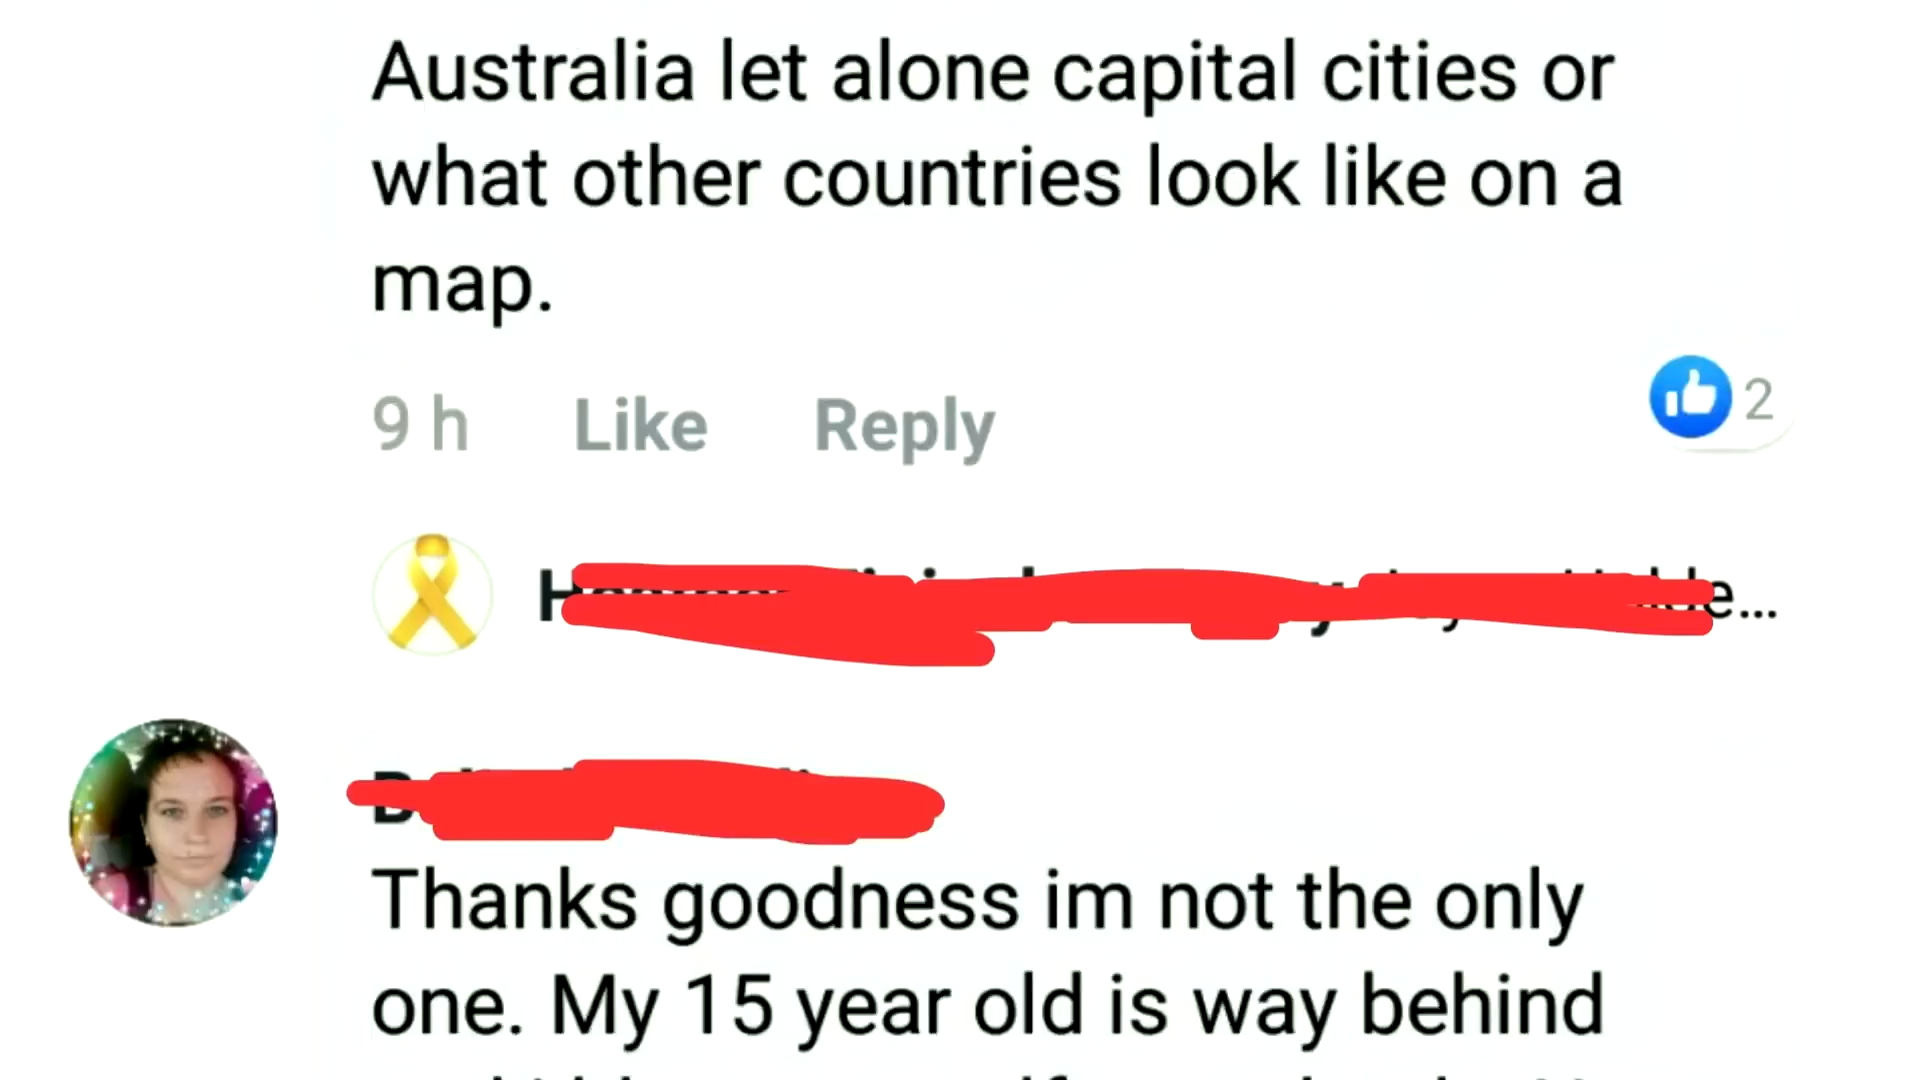 Australia let alone capital cities or
what other countries look like on a
map.
9 h Like Reply
2
Thanks goodness im not the only
one. My 15 year old is way behind